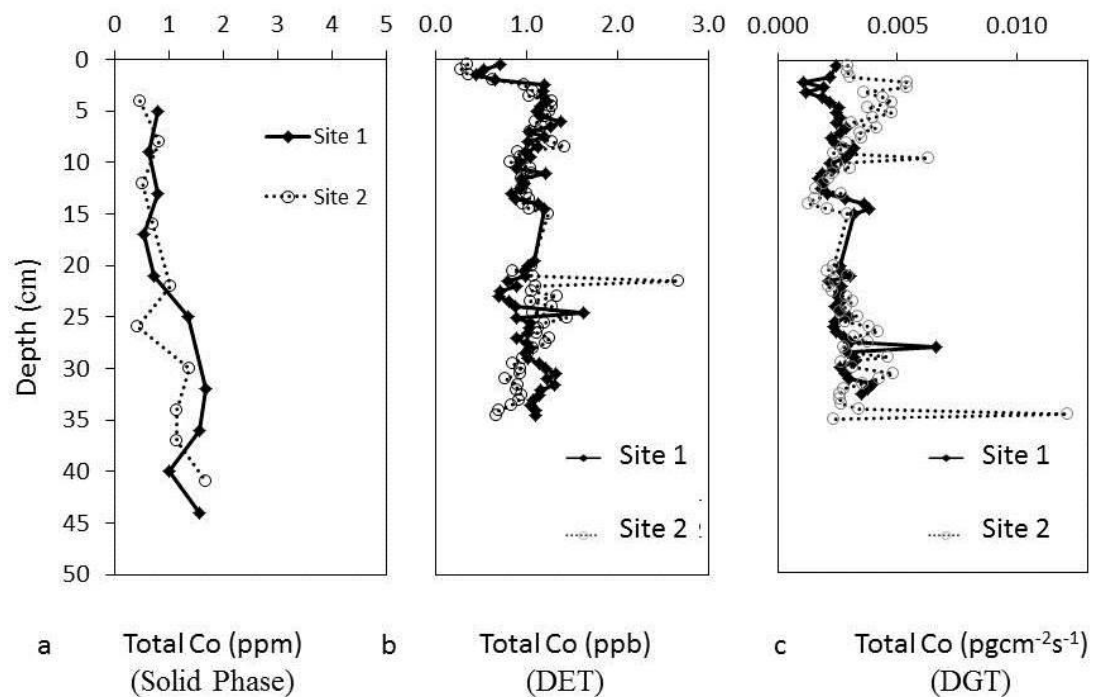 0 1 2 3 4 5
0.0 1.0 2.0 3.0
0.000 0.005 0.010
0
5
10
15
20
25
30
35
40
45
50
Depth (cm)
Site 1
Site 2
Site 1
Site 2
Site 1
Site 2
a Total Co (ppm)
(Solid Phase)
b Total Co (ppb)
(DET)
c Total Co (pgcm⁻²s⁻¹)
(DGT)